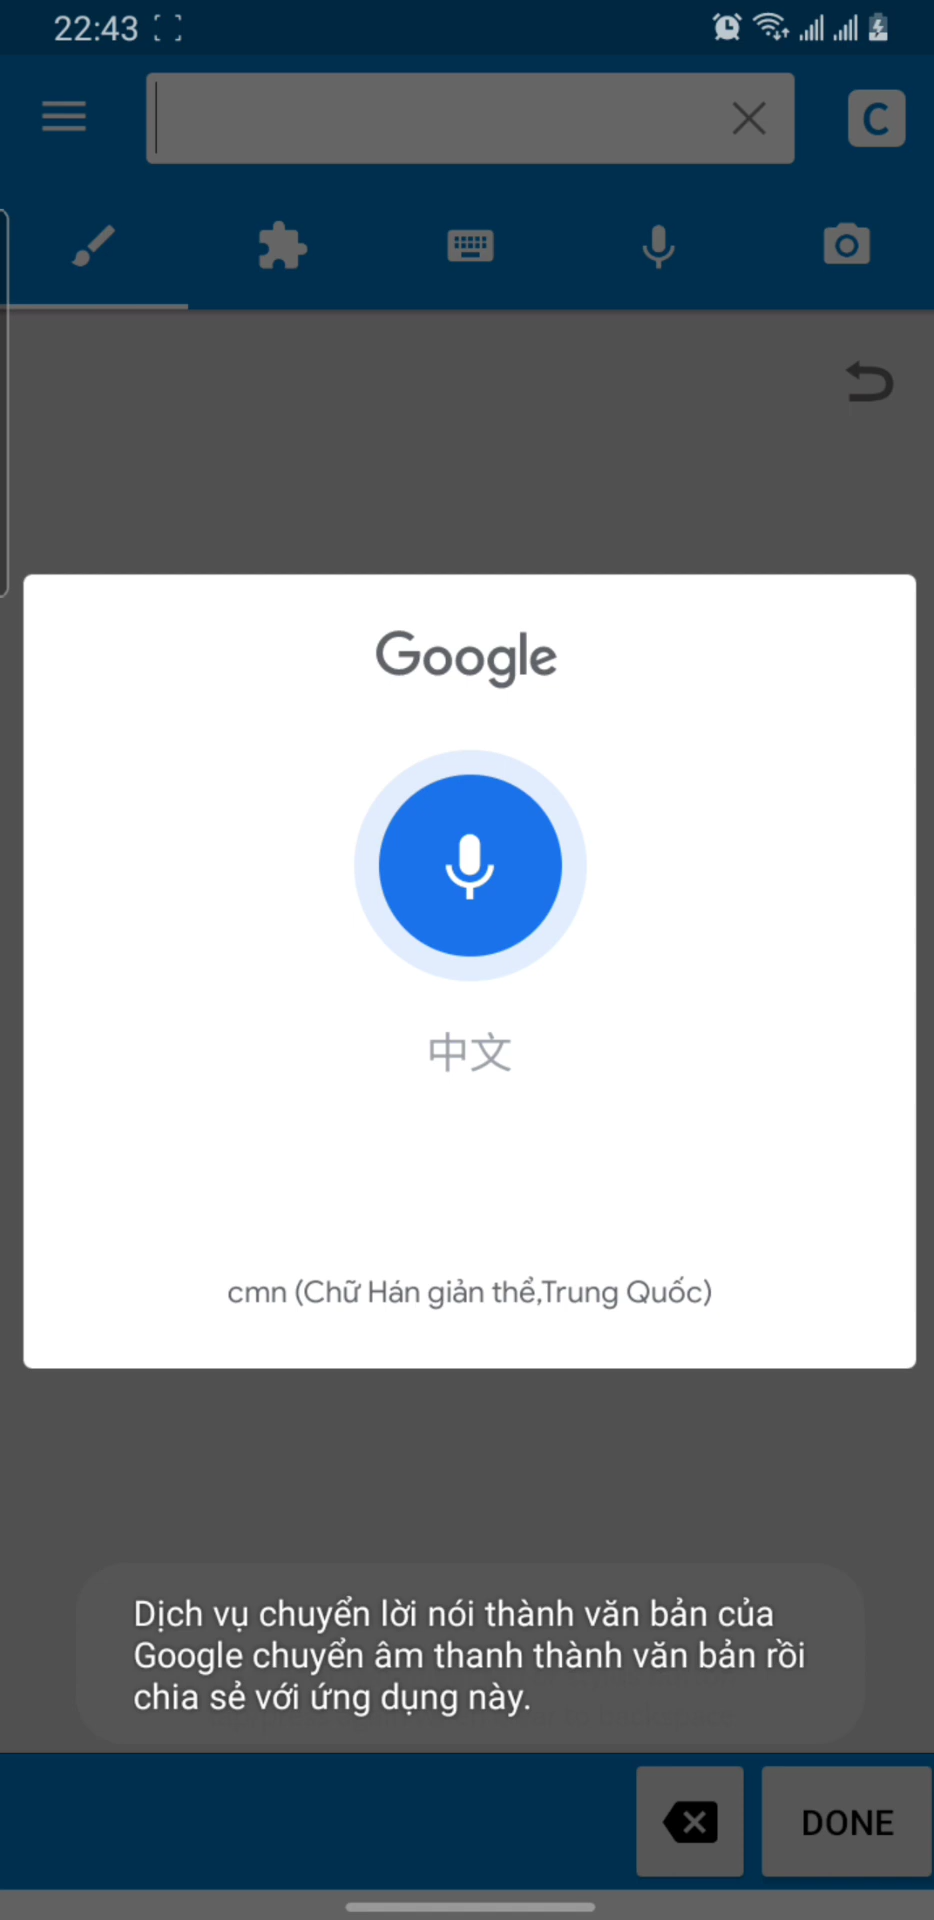 22:43
C
Google
中文
cmn (Chữ Hán giản thể,Trung Quốc)
Dịch vụ chuyển lời nói thành văn bản của
Google chuyển âm thanh thành văn bản rồi
chia sẻ với ứng dụng này.
DONE